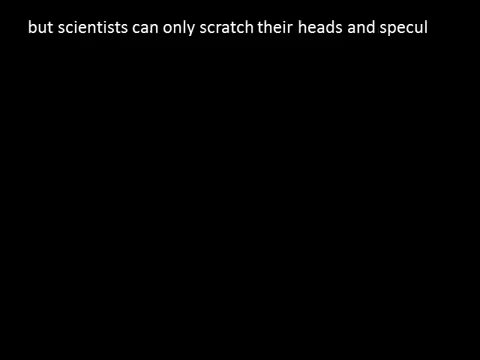 but scientists can only scratch their heads and specul